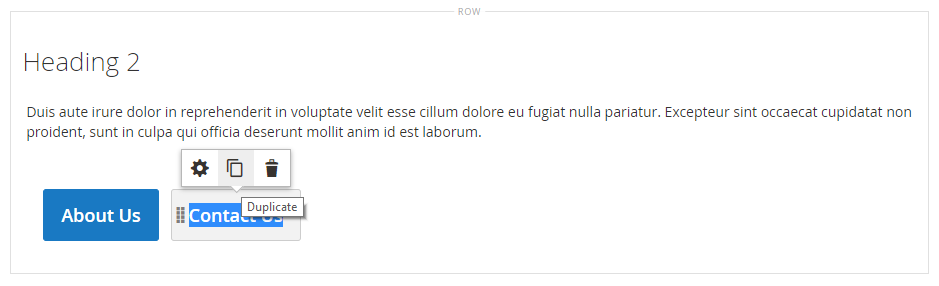 ROW
Heading 2
Duis aute irure dolor in reprehenderit in voluptate velit esse cillum dolore eu fugiat nulla pariatur. Excepteur sint occaecat cupidatat non
proident, sunt in culpa qui officia deserunt mollit anim id est laborum.
Duplicate
About Us
Contact Us